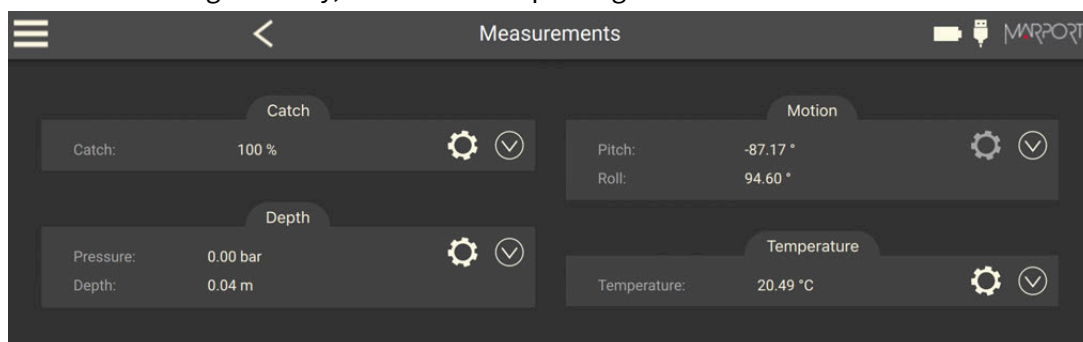 Measurements
MARPORT
Catch
Catch: 100 %
Depth
Pressure: 0.00 bar
Depth: 0.04 m
Motion
Pitch: -87.17 °
Roll: 94.60 °
Temperature
Temperature: 20.49 °C